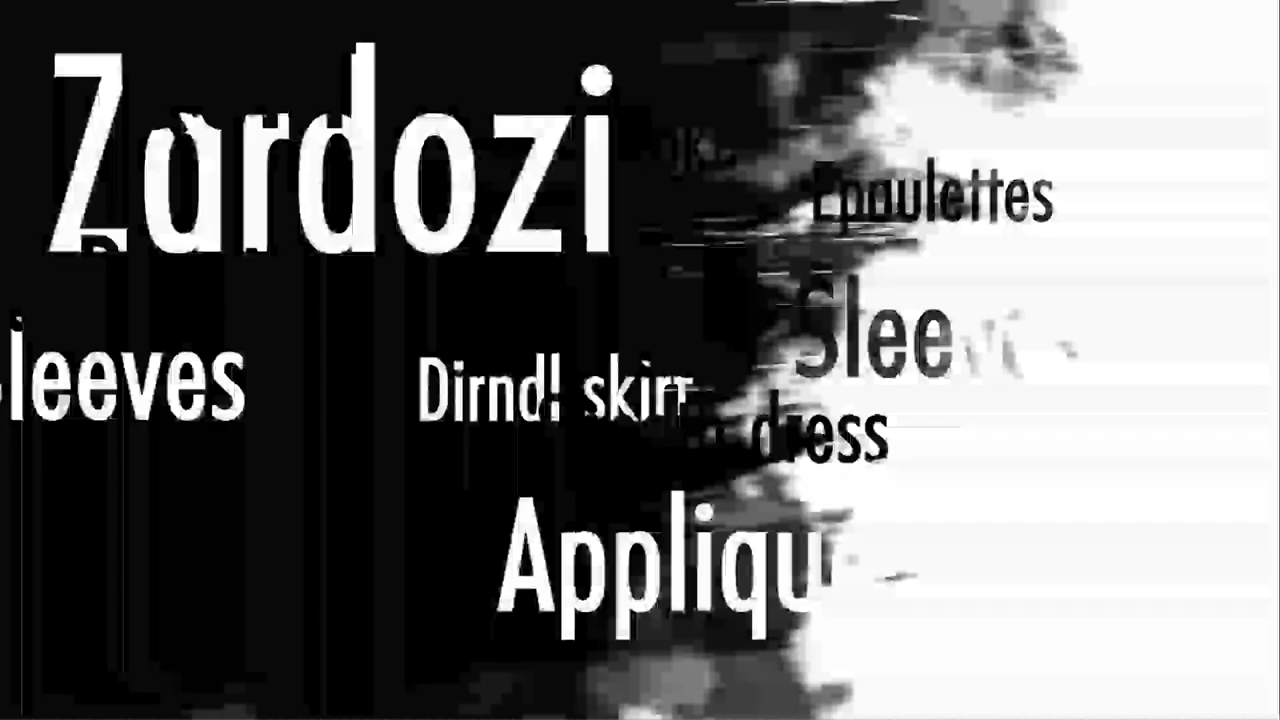 Zardozi
Epaulettes
Slee
Sleeves
Dirndl skirt
dress
Appliqu